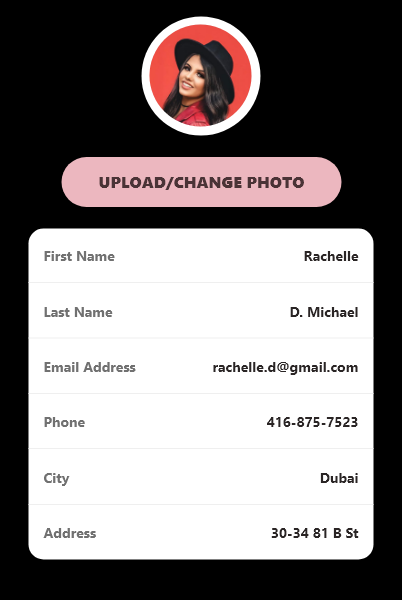 UPLOAD/CHANGE PHOTO
First Name Rachelle
Last Name D. Michael
Email Address rachelle.d@gmail.com
Phone 416-875-7523
City Dubai
Address 30-34 81 B St